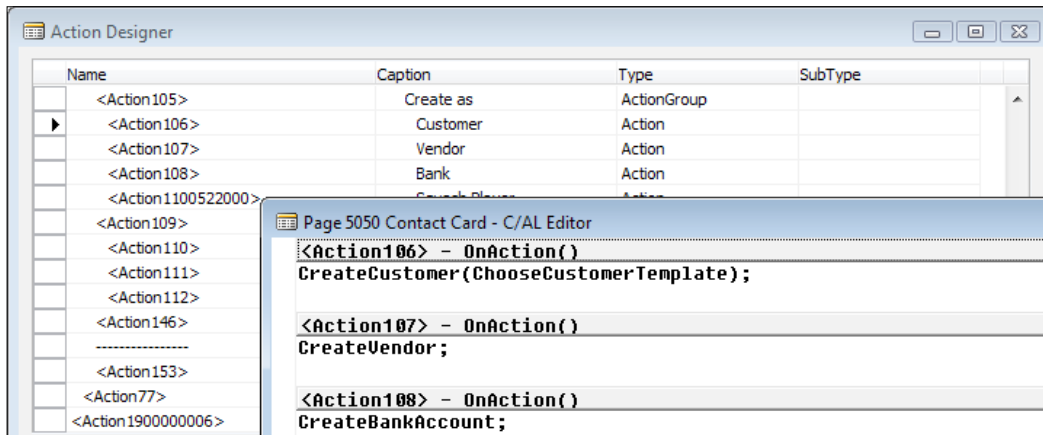 Action Designer
Name Caption Type SubType
<Action105> Create as ActionGroup
<Action106> Customer Action
<Action107> Vendor Action
<Action108> Bank Action
<Action1100522000>
<Action109>
<Action110>
<Action111>
<Action112>
<Action146>
----------------
<Action153>
<Action77>
<Action1900000006>
Page 5050 Contact Card - C/AL Editor
<Action106> - OnAction()
CreateCustomer(ChooseCustomerTemplate);
<Action107> - OnAction()
CreateVendor;
<Action108> - OnAction()
CreateBankAccount;